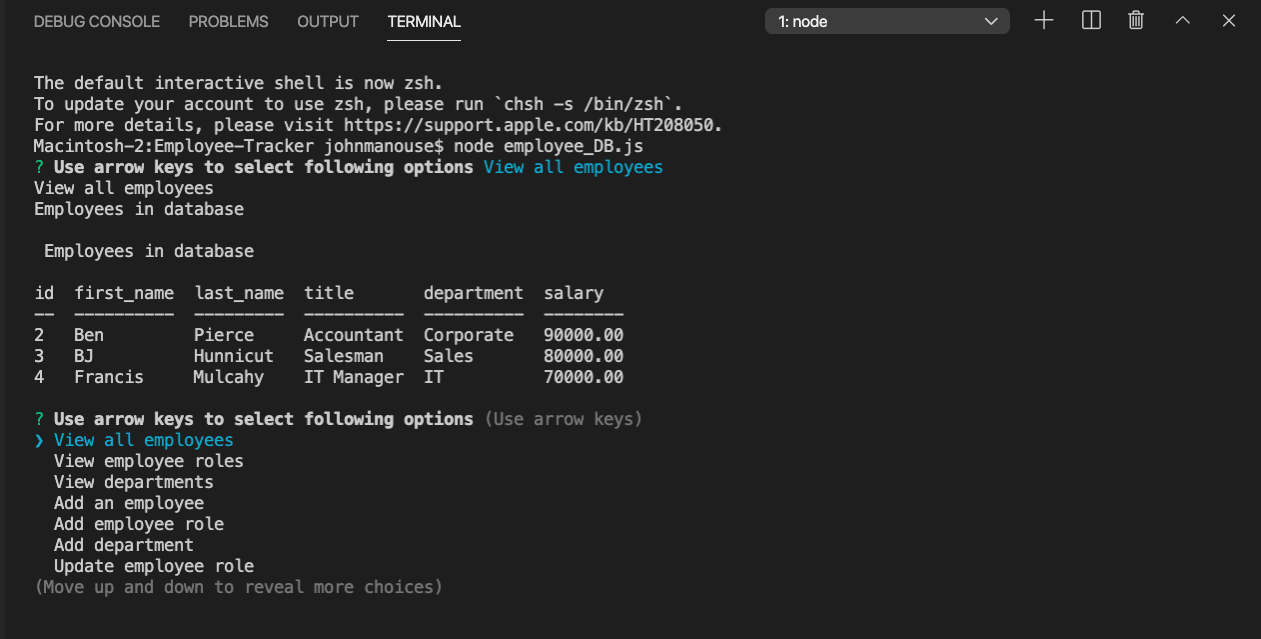 DEBUG CONSOLE PROBLEMS OUTPUT TERMINAL 1: node
The default interactive shell is now zsh.
To update your account to use zsh, please run `chsh -s /bin/zsh`.
For more details, please visit https://support.apple.com/kb/HT208050.
Macintosh-2:Employee-Tracker johnmanouse$ node employee_DB.js
? Use arrow keys to select following options View all employees
View all employees
Employees in database
Employees in database
id first_name last_name title department salary
-- ---------- --------- ---------- ---------- --------
2 Ben Pierce Accountant Corporate 90000.00
3 BJ Hunnicut Salesman Sales 80000.00
4 Francis Mulcahy IT Manager IT 70000.00
? Use arrow keys to select following options (Use arrow keys)
❯ View all employees
View employee roles
View departments
Add an employee
Add employee role
Add department
Update employee role
(Move up and down to reveal more choices)